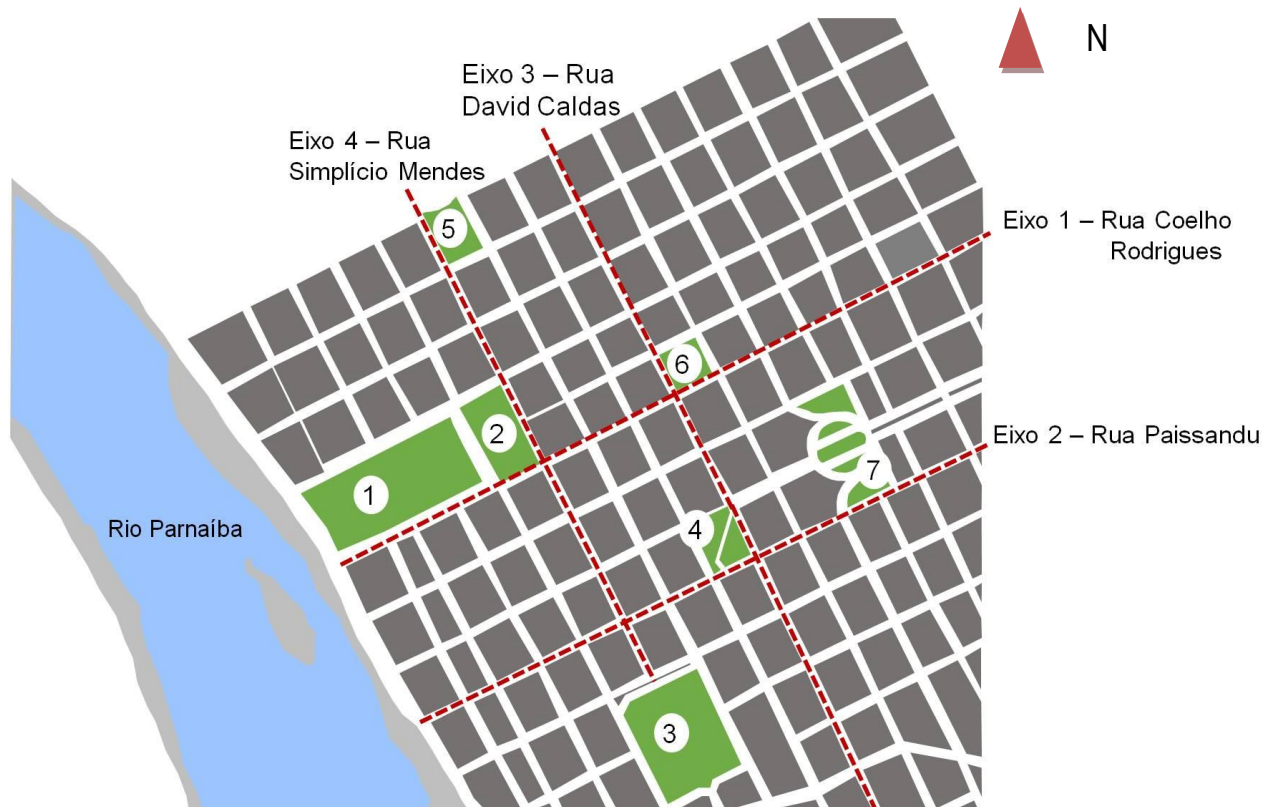 N
Eixo 3 – Rua
David Caldas
Eixo 4 – Rua
Simplício Mendes
5
Eixo 1 – Rua Coelho
Rodrigues
6
2
Eixo 2 – Rua Paissandu
7
1
Rio Parnaíba
4
3